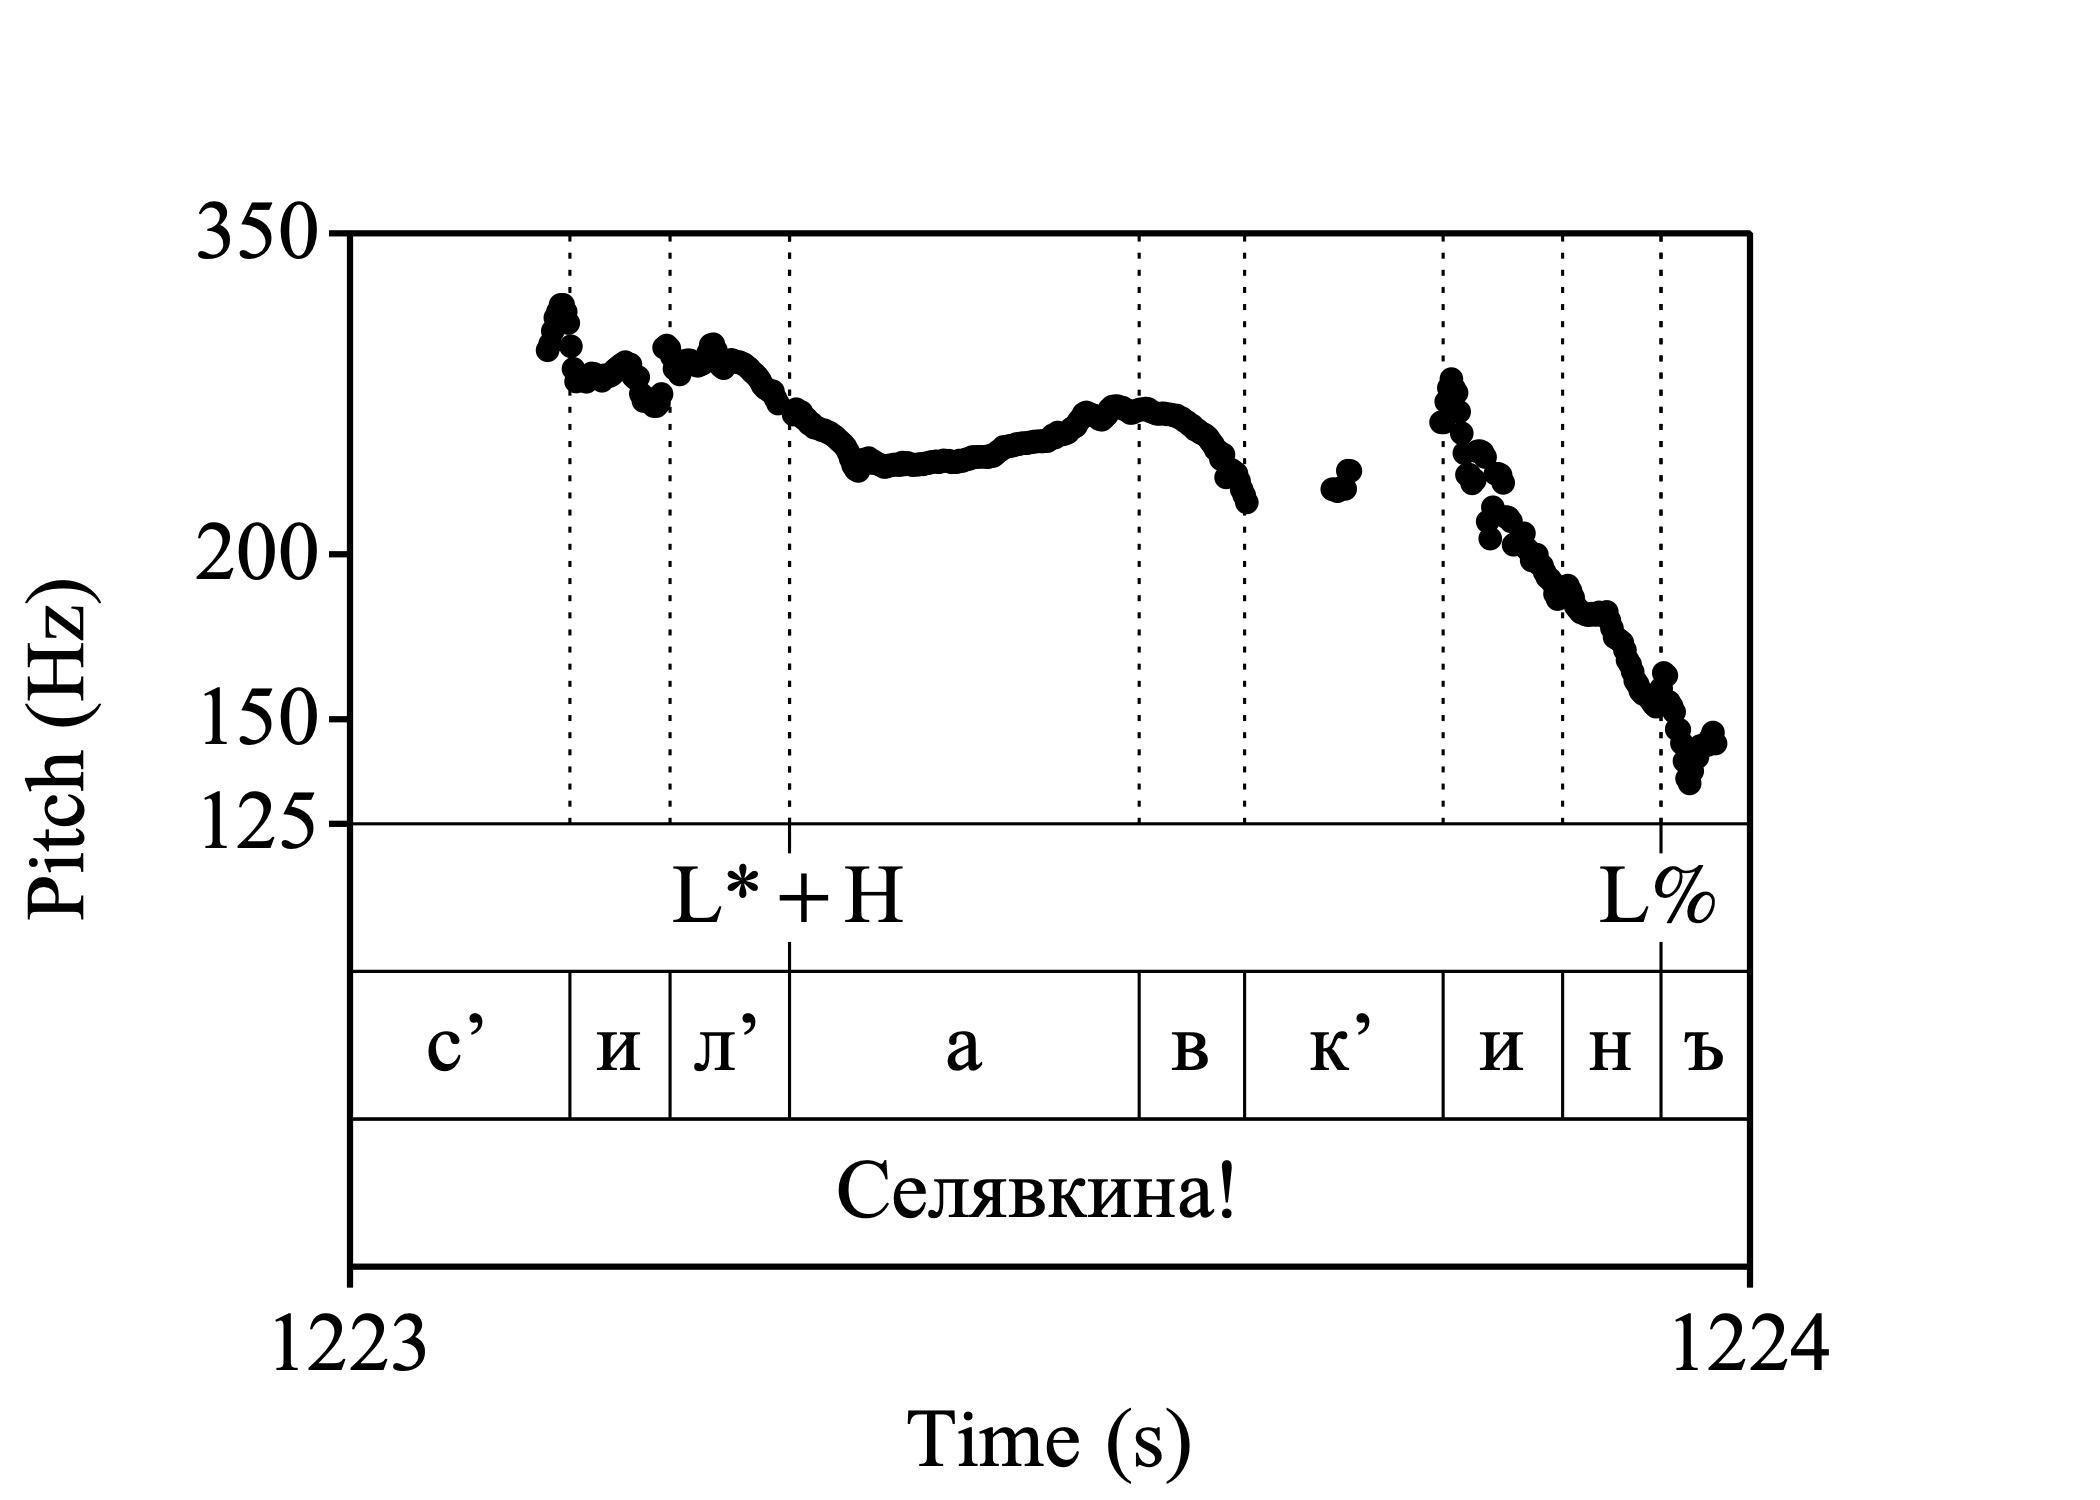 350
200
150
125
Pitch (Hz)
L*+H L%
с’ и л’ а в к’ и н ъ
Селявкина!
1223 1224
Time (s)